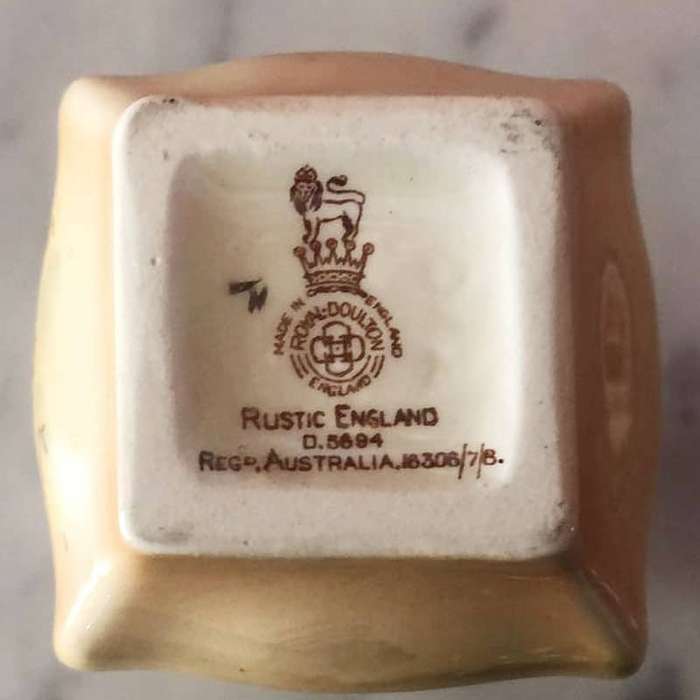 MADE IN ENGLAND
ROYAL·DOULTON
ENGLAND
RUSTIC ENGLAND
D.5694
REGD. AUSTRALIA.18306/7/8.